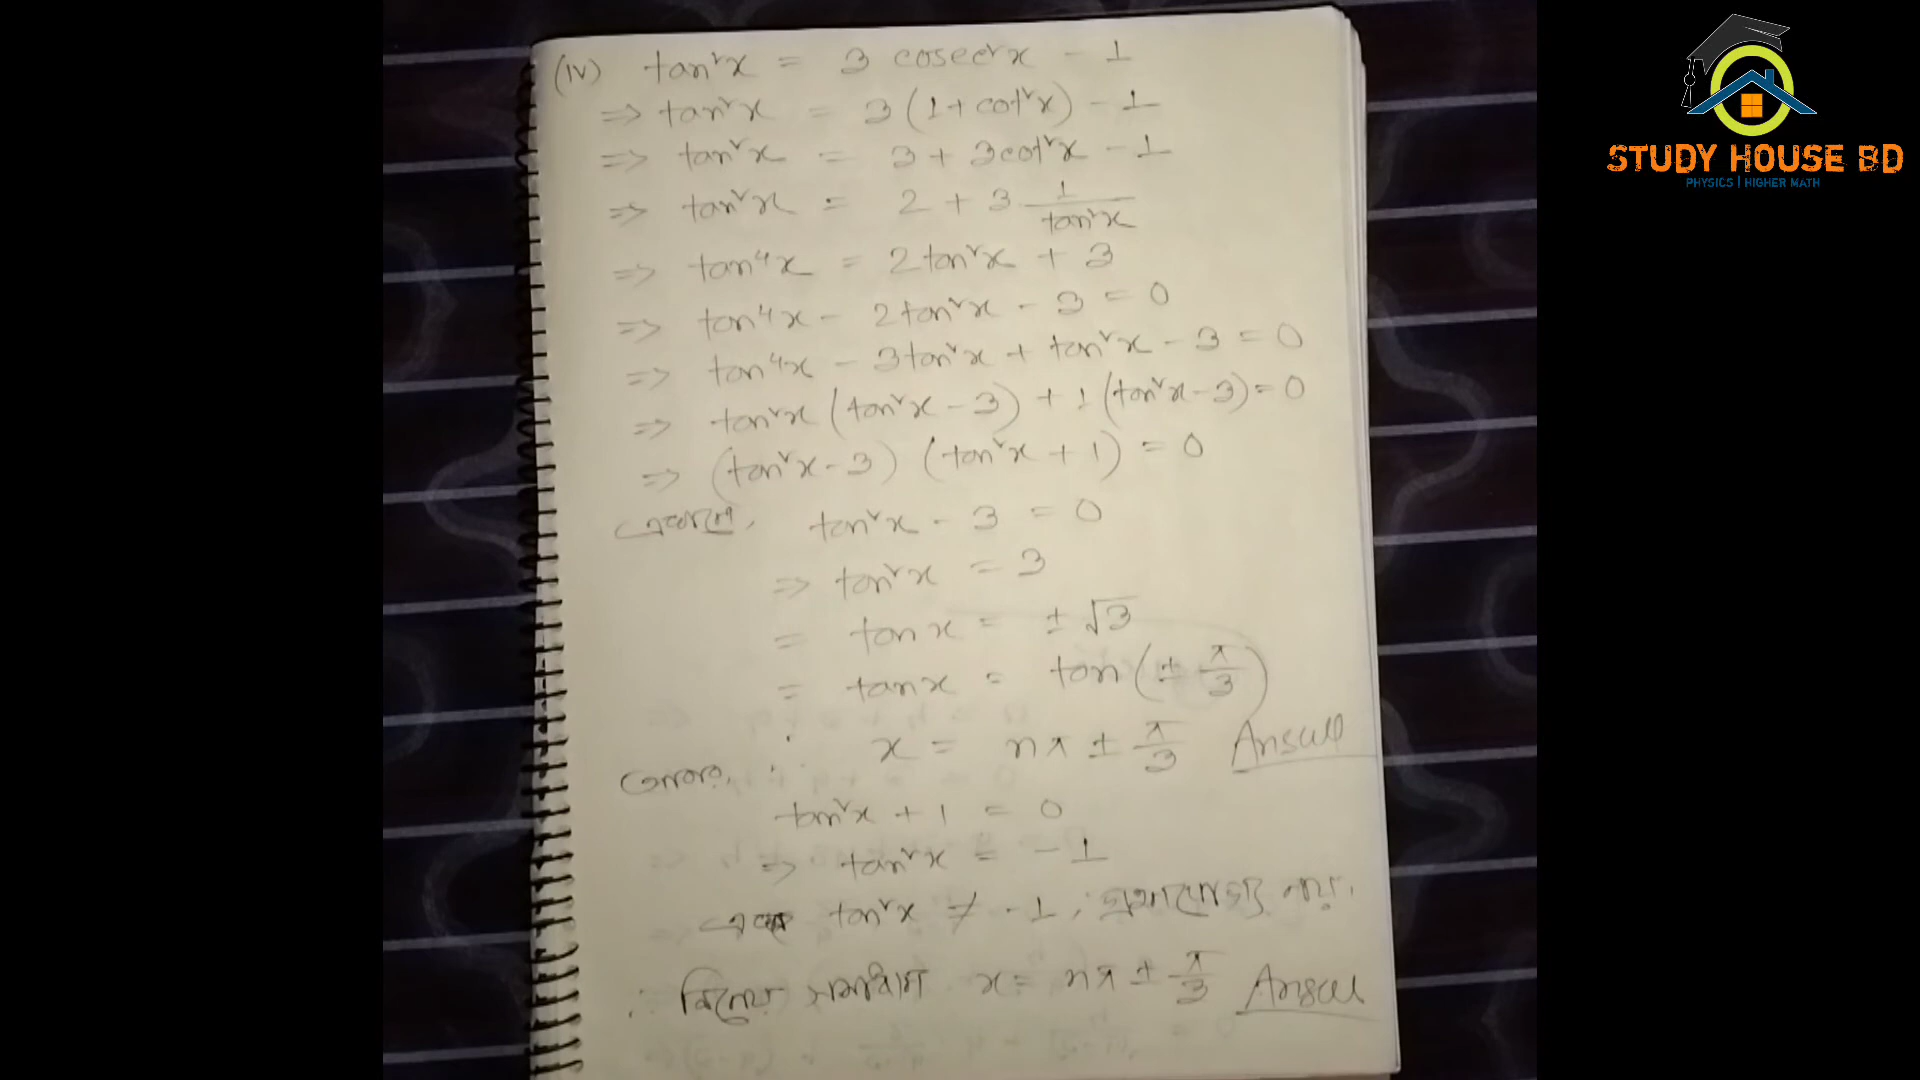 (iv) tan²x = 3 cosec²x - 1
⇒ tan²x = 3 (1 + cot²x) - 1
⇒ tan²x = 3 + 3cot²x - 1
⇒ tan²x = 2 + 3 1/tan²x
⇒ tan⁴x = 2tan²x + 3
⇒ tan⁴x - 2tan²x - 3 = 0
⇒ tan⁴x - 3tan²x + tan²x - 3 = 0
⇒ tan²x (tan²x - 3) + 1 (tan²x - 3) = 0
⇒ (tan²x - 3) (tan²x + 1) = 0
tan²x - 3 = 0
⇒ tan²x = 3
= tan x = ± √3
= tan x = tan (± π/3)
∴ x = nπ ± π/3 Answer
tan²x + 1 = 0
⇒ tan²x = -1
tan²x ≠ -1,
∴ নির্ণেয় সমাধান x = nπ ± π/3 Answer
STUDY HOUSE BD
PHYSICS | HIGHER MATH